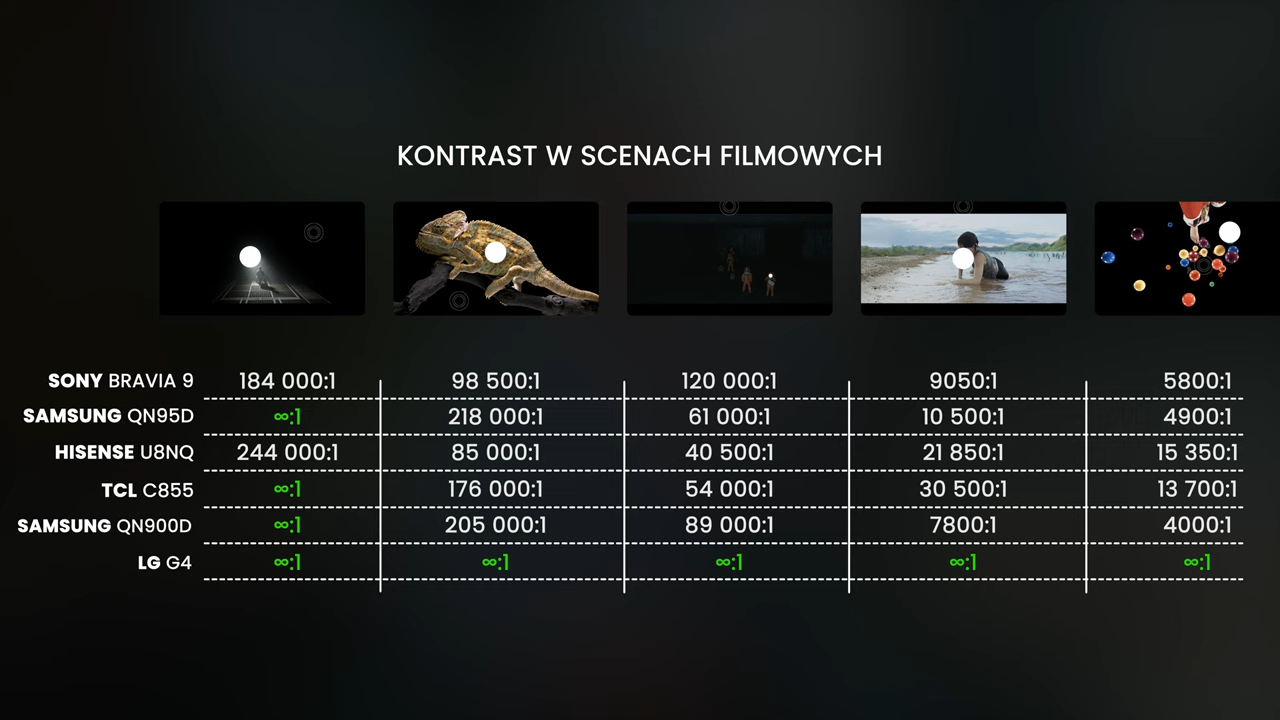 KONTRAST W SCENACH FILMOWYCH
SONY BRAVIA 9 184 000:1 98 500:1 120 000:1 9050:1 5800:1
SAMSUNG QN95D ∞:1 218 000:1 61 000:1 10 500:1 4900:1
HISENSE U8NQ 244 000:1 85 000:1 40 500:1 21 850:1 15 350:1
TCL C855 ∞:1 176 000:1 54 000:1 30 500:1 13 700:1
SAMSUNG QN900D ∞:1 205 000:1 89 000:1 7800:1 4000:1
LG G4 ∞:1 ∞:1 ∞:1 ∞:1 ∞:1